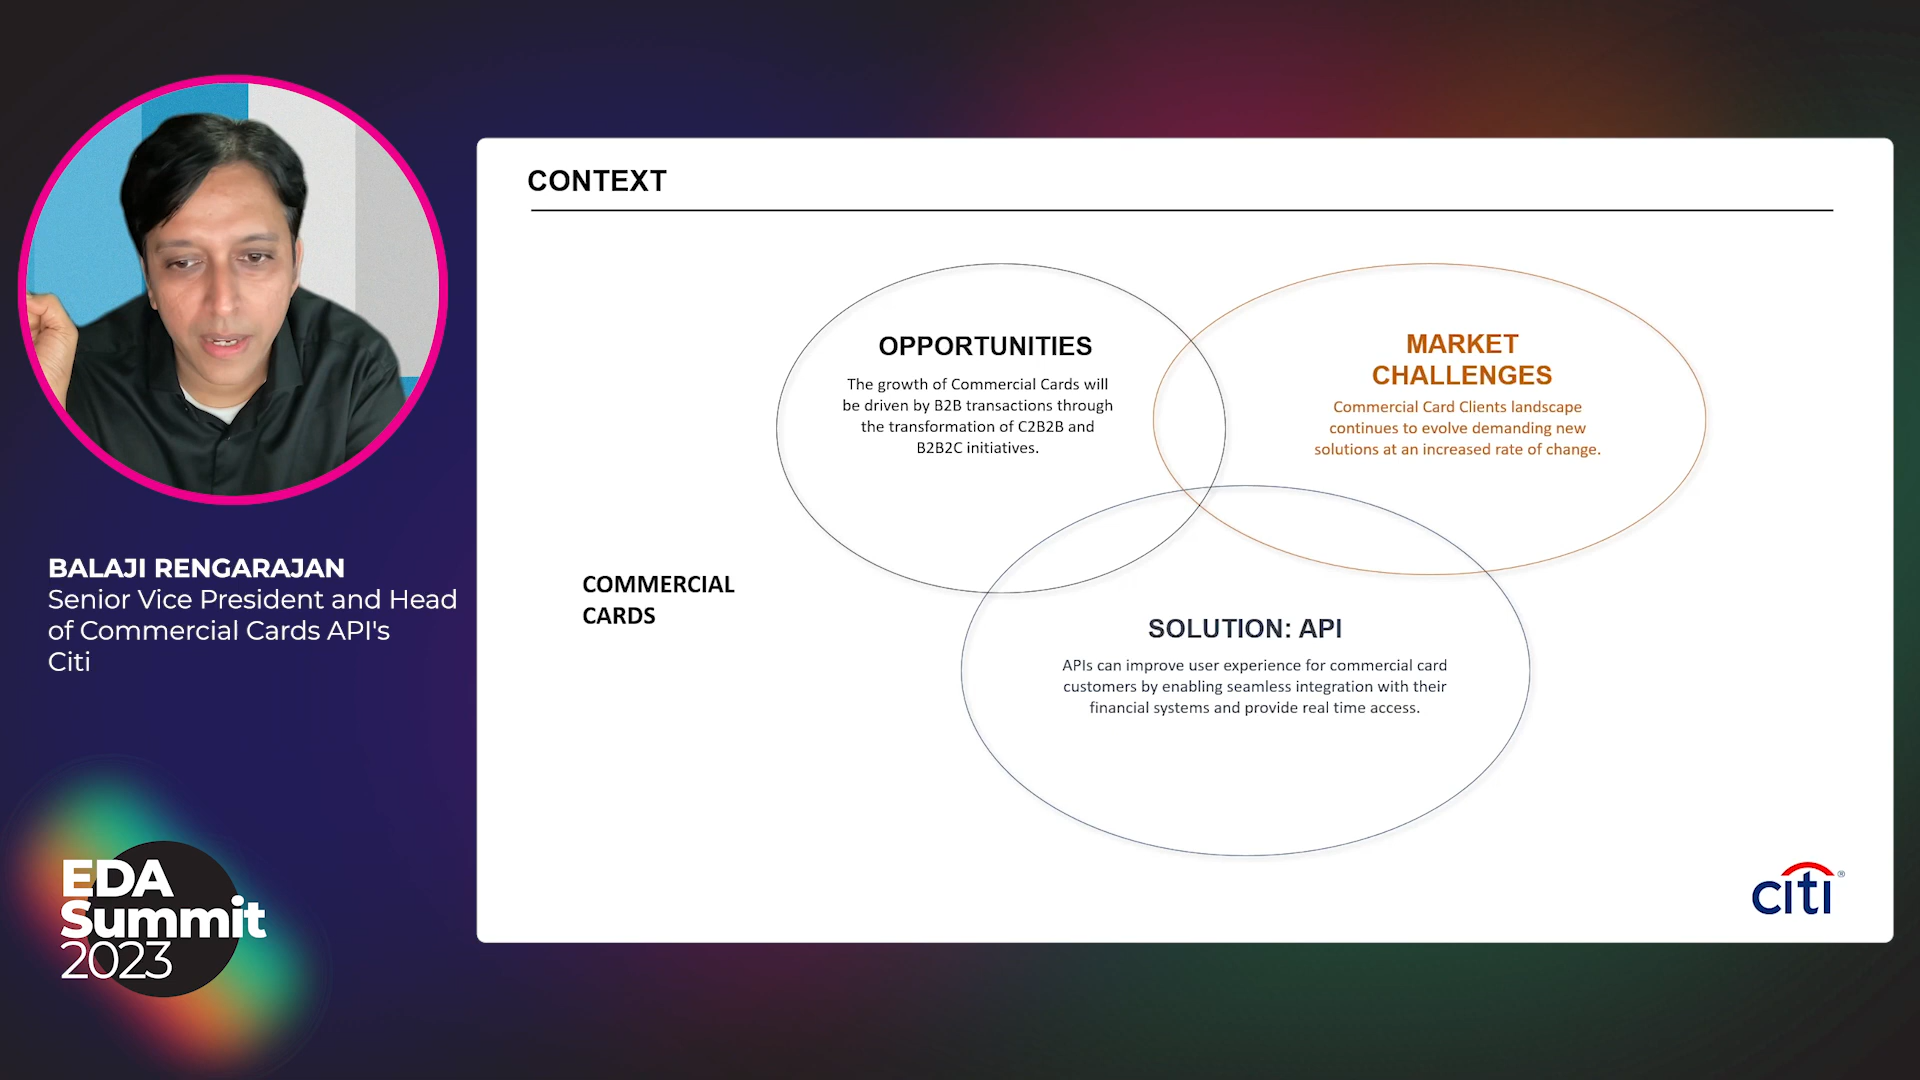 BALAJI RENGARAJAN
Senior Vice President and Head
of Commercial Cards API's
Citi
EDA
Summit
2023
CONTEXT
OPPORTUNITIES
The growth of Commercial Cards will
be driven by B2B transactions through
the transformation of C2B2B and
B2B2C initiatives.
MARKET
CHALLENGES
Commercial Card Clients landscape
continues to evolve demanding new
solutions at an increased rate of change.
COMMERCIAL
CARDS
SOLUTION: API
APIs can improve user experience for commercial card
customers by enabling seamless integration with their
financial systems and provide real time access.
citi®